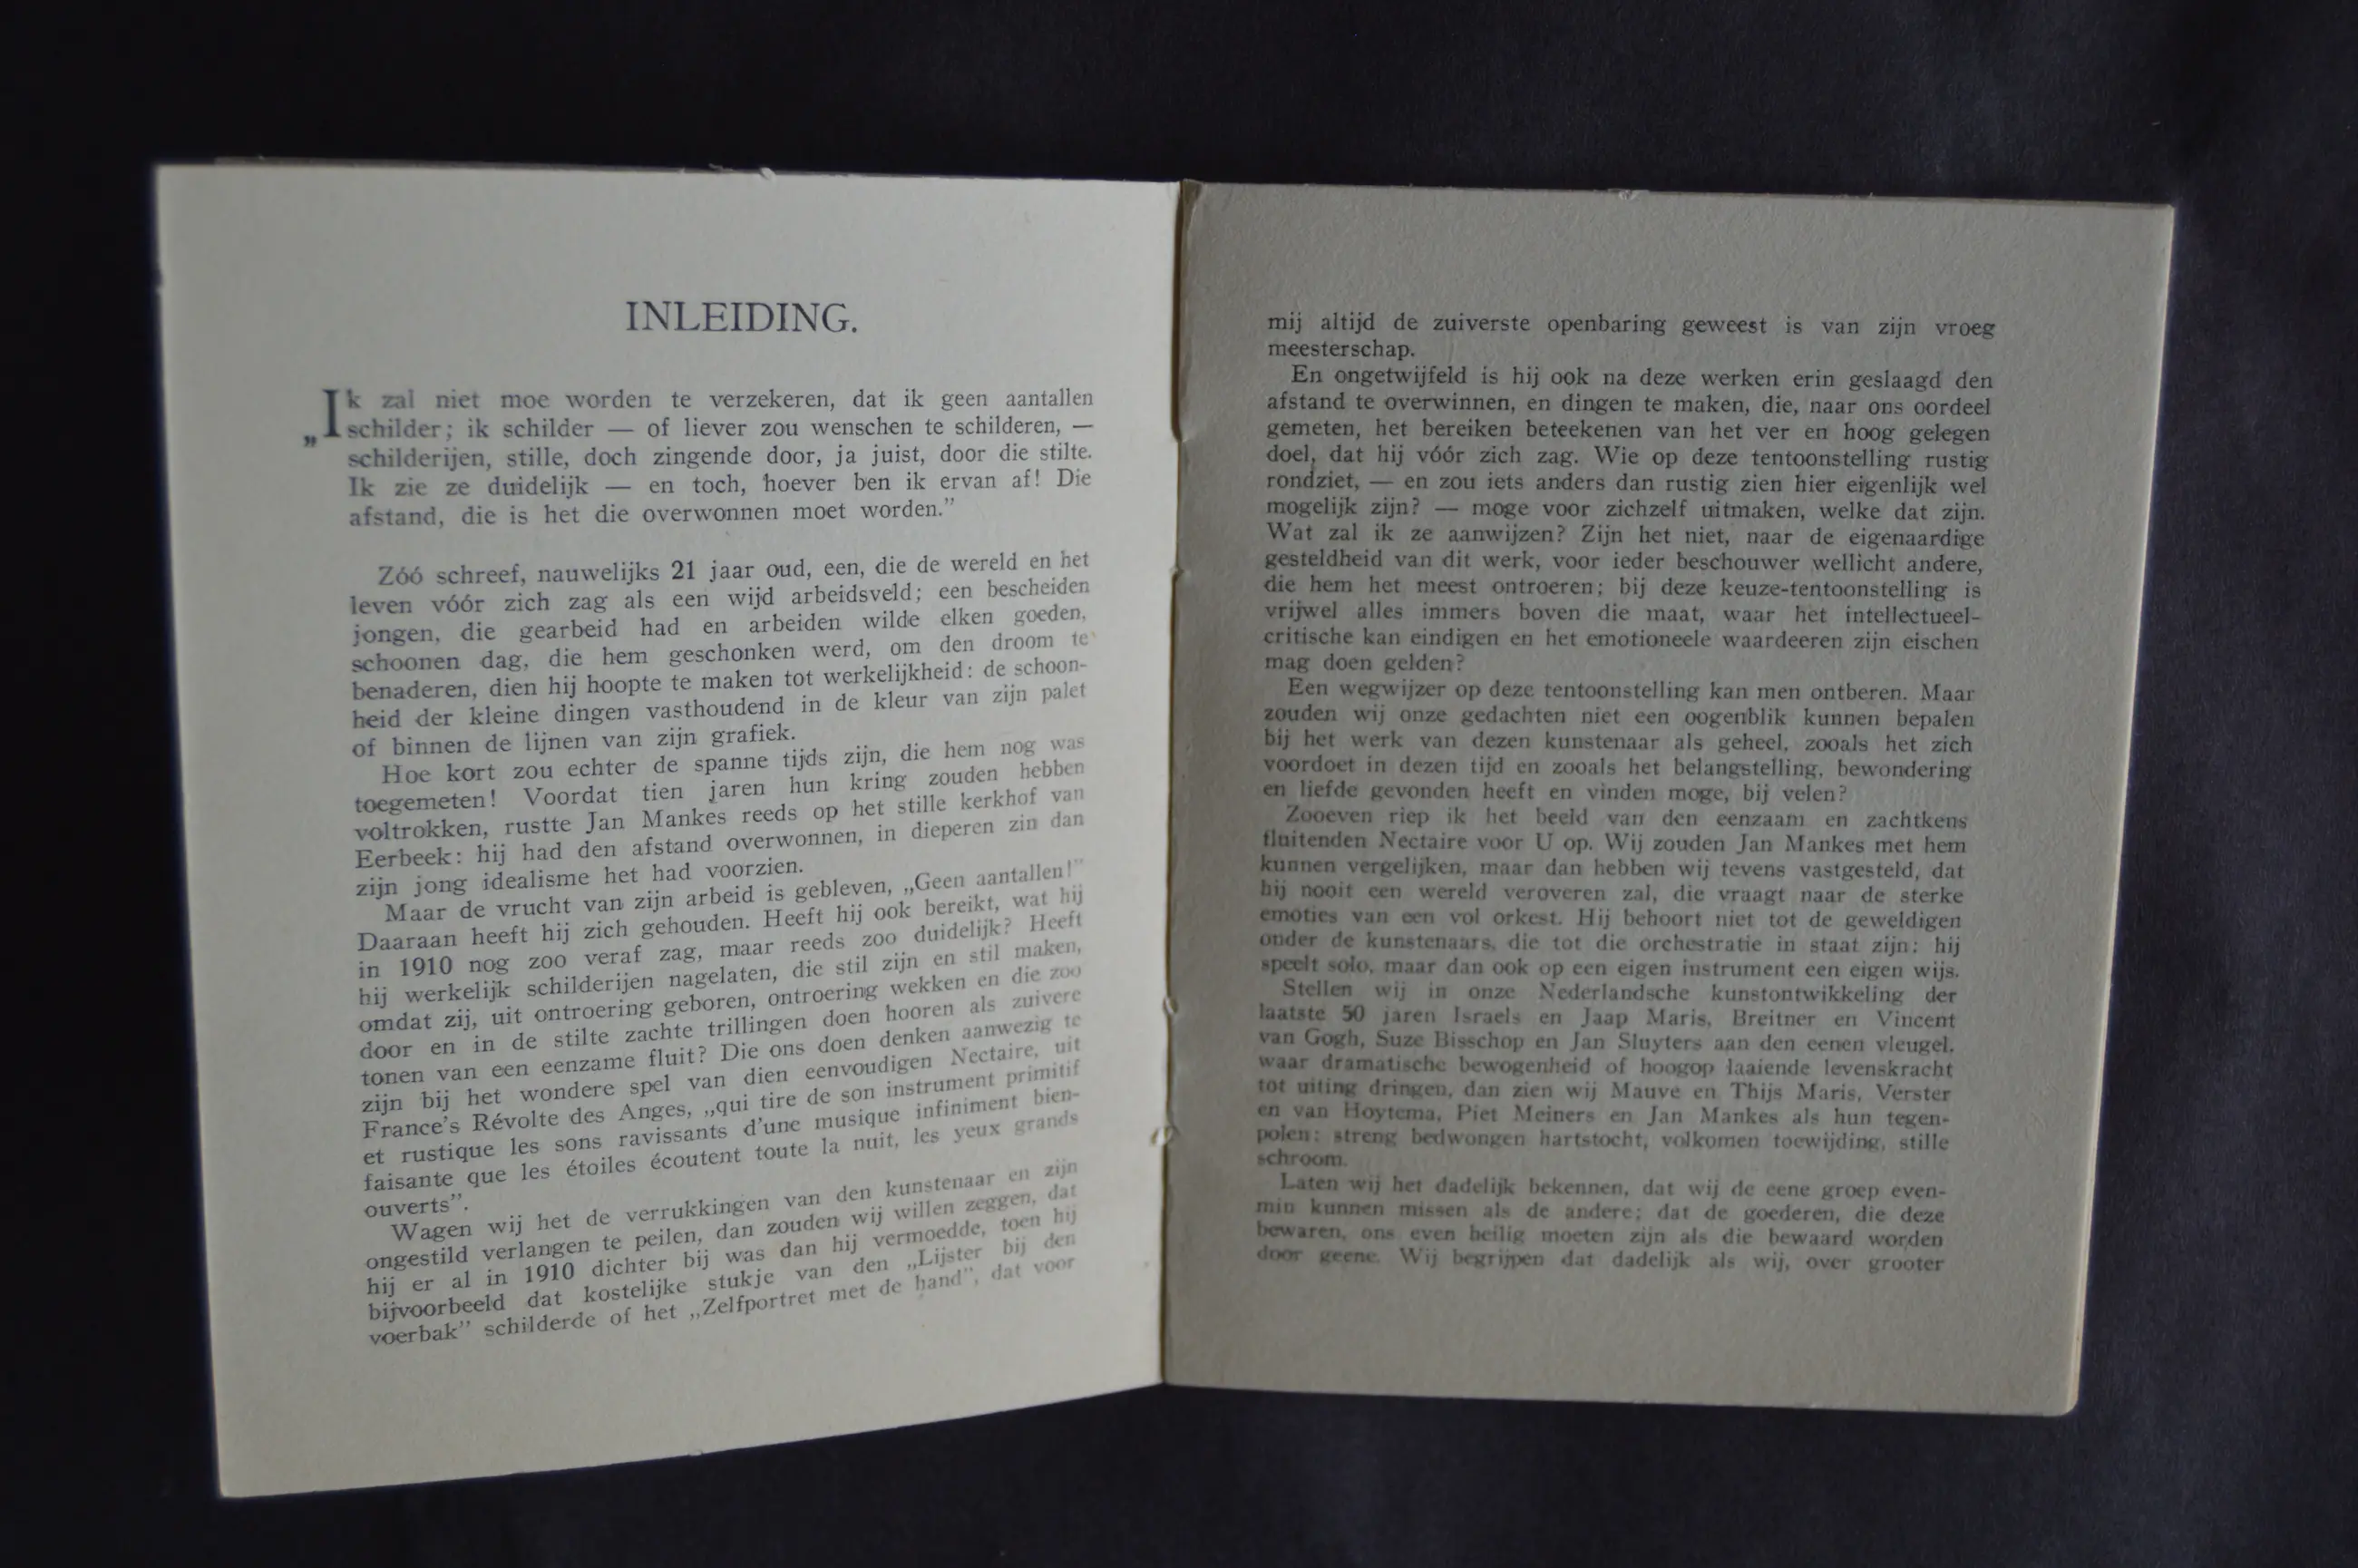 INLEIDING.
„Ik zal niet moe worden te verzekeren, dat ik geen aantallen
schilder; ik schilder — of liever zou wenschen te schilderen, —
schilderijen, stille, doch zingende door, ja juist, door die stilte.
Ik zie ze duidelijk — en toch, hoever ben ik ervan af! Die
afstand, die is het die overwonnen moet worden.”
Zóó schreef, nauwelijks 21 jaar oud, een, die de wereld en het
leven vóór zich zag als een wijd arbeidsveld; een bescheiden
jongen, die gearbeid had en arbeiden wilde elken goeden,
schoonen dag, die hem geschonken werd, om den droom te
benaderen, dien hij hoopte te maken tot werkelijkheid: de schoon-
heid der kleine dingen vasthoudend in de kleur van zijn palet
of binnen de lijnen van zijn grafiek.
Hoe kort zou echter de spanne tijds zijn, die hem nog was
toegemeten! Voordat tien jaren hun kring zouden hebben
voltrokken, rustte Jan Mankes reeds op het stille kerkhof van
Eerbeek: hij had den afstand overwonnen, in dieperen zin dan
zijn jong idealisme het had voorzien.
Maar de vrucht van zijn arbeid is gebleven, „Geen aantallen!”
Daaraan heeft hij zich gehouden. Heeft hij ook bereikt, wat hij
in 1910 nog zoo veraf zag, maar reeds zoo duidelijk? Heeft
hij werkelijk schilderijen nagelaten, die stil zijn en stil maken,
omdat zij, uit ontroering geboren, ontroering wekken en die zoo
door en in de stilte zachte trillingen doen hooren als zuivere
tonen van een eenzame fluit? Die ons doen denken aanwezig te
zijn bij het wondere spel van dien eenvoudigen Nectaire, uit
France's Révolte des Anges, „qui tire de son instrument primitif
et rustique les sons ravissants d'une musique infiniment bien-
faisante que les étoiles écoutent toute la nuit, les yeux grands
ouverts”.
Wagen wij het de verrukkingen van den kunstenaar en zijn
ongestild verlangen te peilen, dan zouden wij willen zeggen, dat
hij er al in 1910 dichter bij was dan hij vermoedde, toen hij
bijvoorbeeld dat kostelijke stukje van den „Lijster bij den
voerbak” schilderde of het „Zelfportret met de hand”, dat voor
mij altijd de zuiverste openbaring geweest is van zijn vroeg
meesterschap.
En ongetwijfeld is hij ook na deze werken erin geslaagd den
afstand te overwinnen, en dingen te maken, die, naar ons oordeel
gemeten, het bereiken beteekenen van het ver en hoog gelegen
doel, dat hij vóór zich zag. Wie op deze tentoonstelling rustig
rondziet, — en zou iets anders dan rustig zien hier eigenlijk wel
mogelijk zijn? — moge voor zichzelf uitmaken, welke dat zijn.
Wat zal ik ze aanwijzen? Zijn het niet, naar de eigenaardige
gesteldheid van dit werk, voor ieder beschouwer wellicht andere,
die hem het meest ontroeren; bij deze keuze-tentoonstelling is
vrijwel alles immers boven die maat, waar het intellectueel-
critische kan eindigen en het emotioneele waardeeren zijn eischen
mag doen gelden?
Een wegwijzer op deze tentoonstelling kan men ontberen. Maar
zouden wij onze gedachten niet een oogenblik kunnen bepalen
bij het werk van dezen kunstenaar als geheel, zooals het zich
voordoet in dezen tijd en zooals het belangstelling, bewondering
en liefde gevonden heeft en vinden moge, bij velen?
Zooeven riep ik het beeld van den eenzaam en zachtkens
fluitenden Nectaire voor U op. Wij zouden Jan Mankes met hem
kunnen vergelijken, maar dan hebben wij tevens vastgesteld, dat
hij nooit een wereld veroveren zal, die vraagt naar de sterke
emoties van een vol orkest. Hij behoort niet tot de geweldigen
onder de kunstenaars, die tot die orchestratie in staat zijn: hij
speelt solo, maar dan ook op een eigen instrument een eigen wijs.
Stellen wij in onze Nederlandsche kunstontwikkeling der
laatste 50 jaren Israels en Jaap Maris, Breitner en Vincent
van Gogh, Suze Bisschop en Jan Sluyters aan den eenen vleugel,
waar dramatische bewogenheid of hoogop laaiende levenskracht
tot uiting dringen, dan zien wij Mauve en Thijs Maris, Verster
en van Hoytema, Piet Meiners en Jan Mankes als hun tegen-
polen: streng bedwongen hartstocht, volkomen toewijding, stille
schroom.
Laten wij het dadelijk bekennen, dat wij de eene groep even-
min kunnen missen als de andere; dat de goederen, die deze
bewaren, ons even heilig moeten zijn als die bewaard worden
door geene. Wij begrijpen dat dadelijk als wij, over grooter